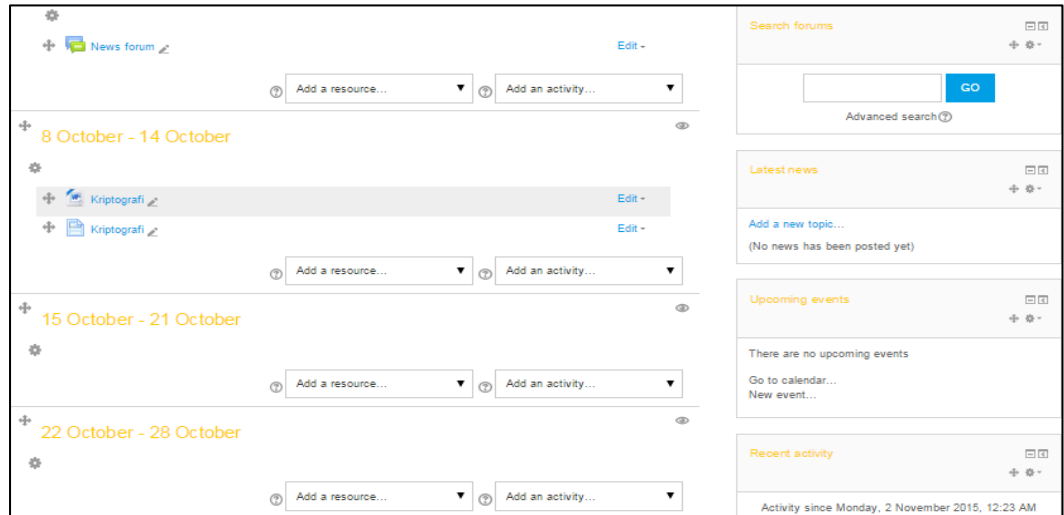 News forum Edit
Add a resource... Add an activity...
8 October - 14 October
Kriptografi Edit
Kriptografi Edit
Add a resource... Add an activity...
15 October - 21 October
Add a resource... Add an activity...
22 October - 28 October
Add a resource... Add an activity...
Search forums
GO
Advanced search
Latest news
Add a new topic...
(No news has been posted yet)
Upcoming events
There are no upcoming events
Go to calendar...
New event...
Recent activity
Activity since Monday, 2 November 2015, 12:23 AM